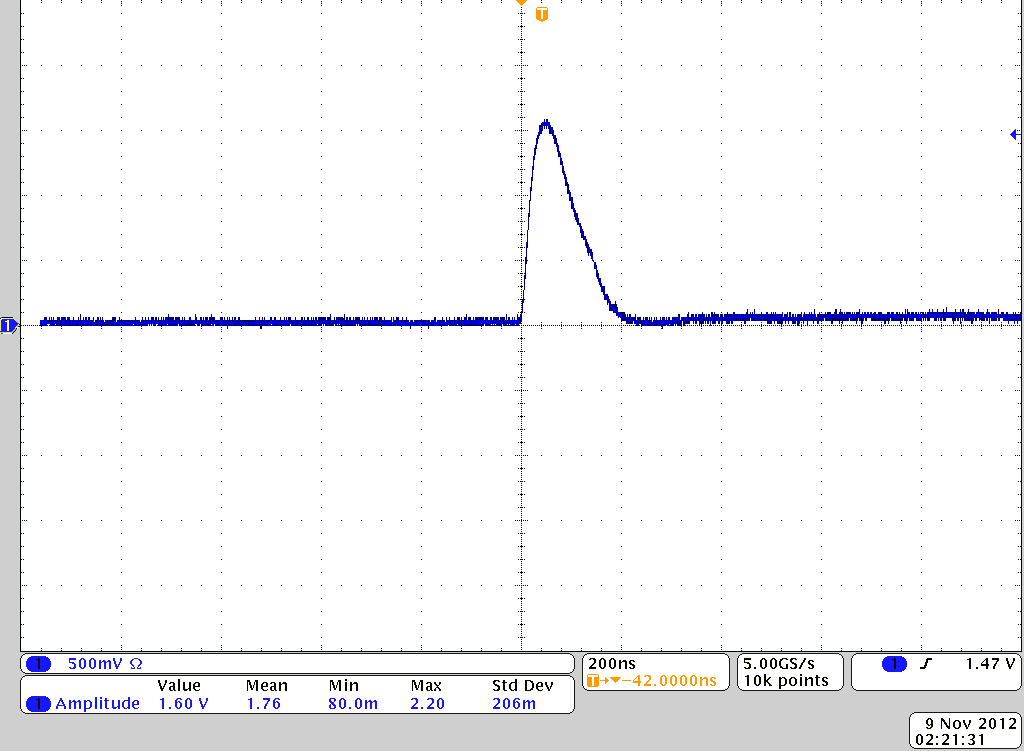 T
T
1 500mV Ω
Value Mean Min Max Std Dev
1 Amplitude 1.60 V 1.76 80.0m 2.20 206m
200ns
T→▼−42.0000ns
5.00GS/s
10k points
1 ʃ 1.47 V
9 Nov 2012
02:21:31